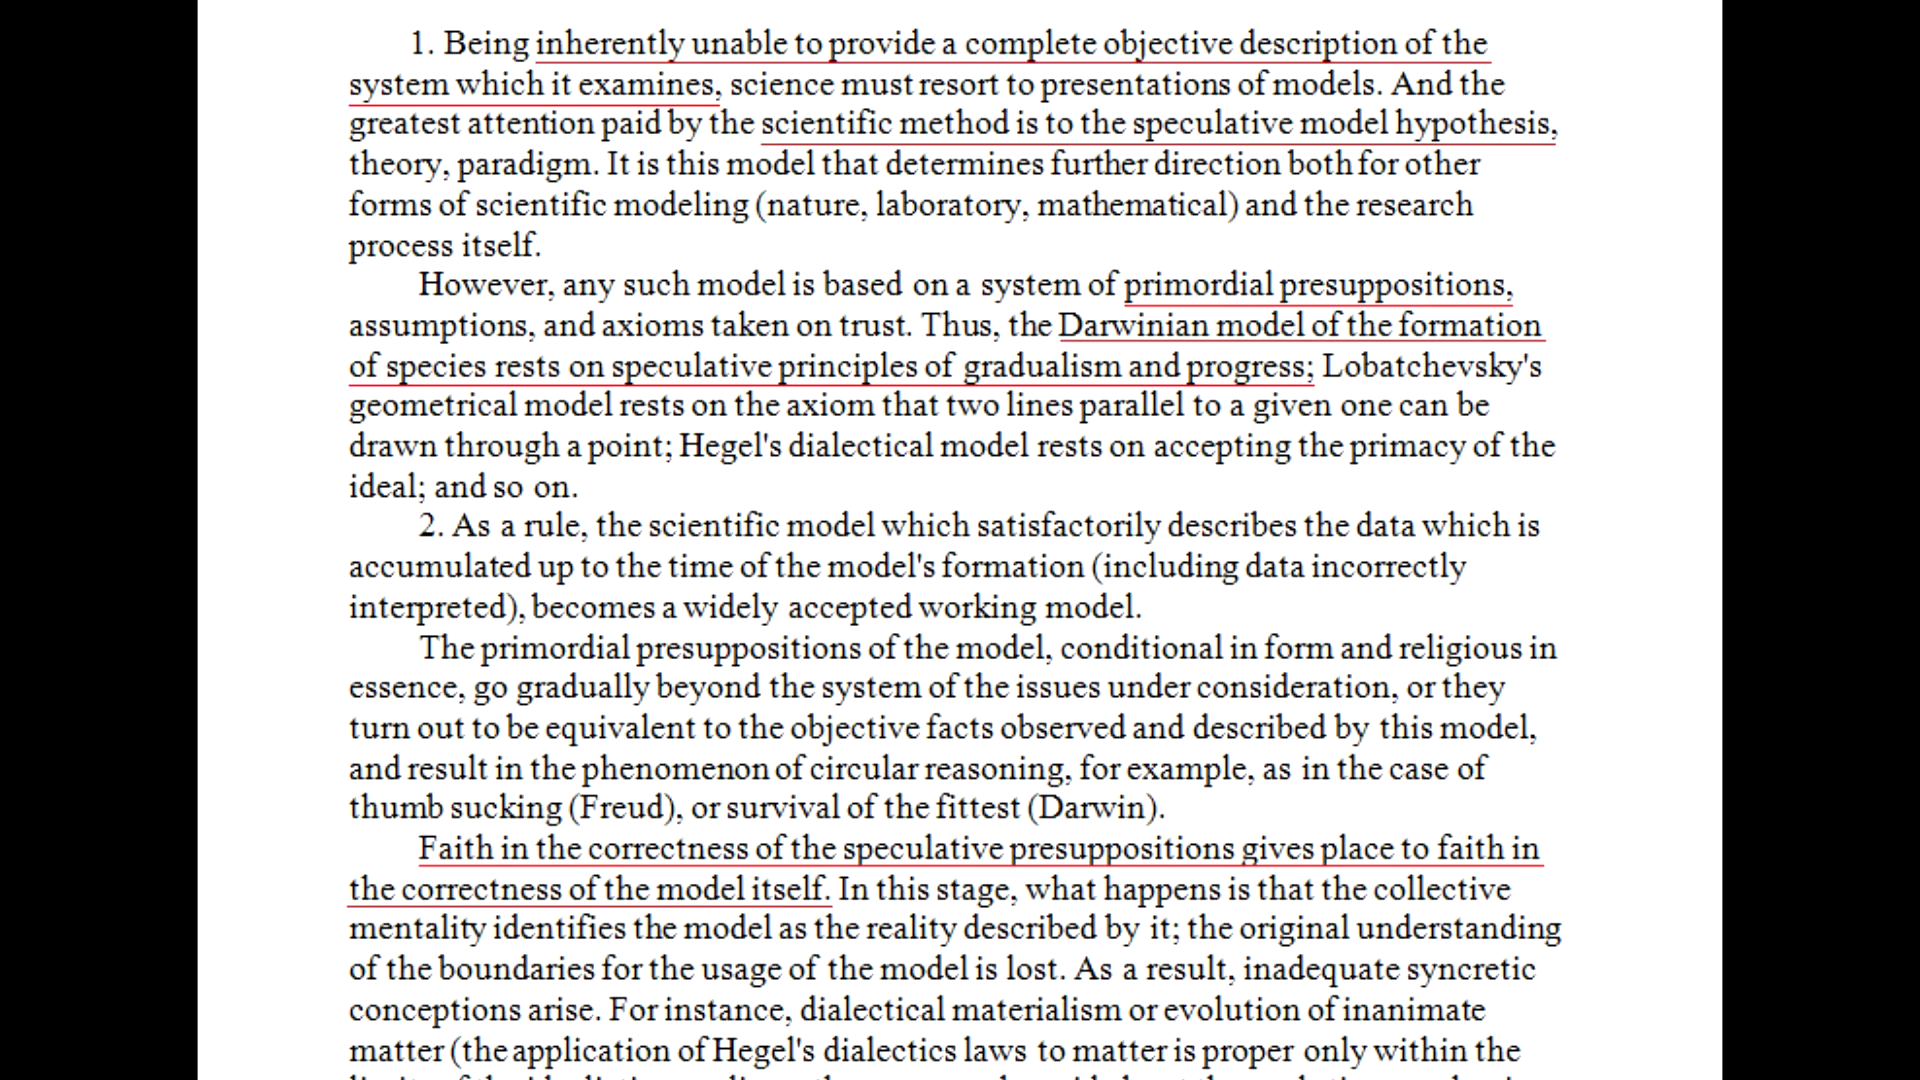 1. Being inherently unable to provide a complete objective description of the
system which it examines, science must resort to presentations of models. And the
greatest attention paid by the scientific method is to the speculative model hypothesis,
theory, paradigm. It is this model that determines further direction both for other
forms of scientific modeling (nature, laboratory, mathematical) and the research
process itself.
However, any such model is based on a system of primordial presuppositions,
assumptions, and axioms taken on trust. Thus, the Darwinian model of the formation
of species rests on speculative principles of gradualism and progress; Lobatchevsky's
geometrical model rests on the axiom that two lines parallel to a given one can be
drawn through a point; Hegel's dialectical model rests on accepting the primacy of the
ideal; and so on.
2. As a rule, the scientific model which satisfactorily describes the data which is
accumulated up to the time of the model's formation (including data incorrectly
interpreted), becomes a widely accepted working model.
The primordial presuppositions of the model, conditional in form and religious in
essence, go gradually beyond the system of the issues under consideration, or they
turn out to be equivalent to the objective facts observed and described by this model,
and result in the phenomenon of circular reasoning, for example, as in the case of
thumb sucking (Freud), or survival of the fittest (Darwin).
Faith in the correctness of the speculative presuppositions gives place to faith in
the correctness of the model itself. In this stage, what happens is that the collective
mentality identifies the model as the reality described by it; the original understanding
of the boundaries for the usage of the model is lost. As a result, inadequate syncretic
conceptions arise. For instance, dialectical materialism or evolution of inanimate
matter (the application of Hegel's dialectics laws to matter is proper only within the